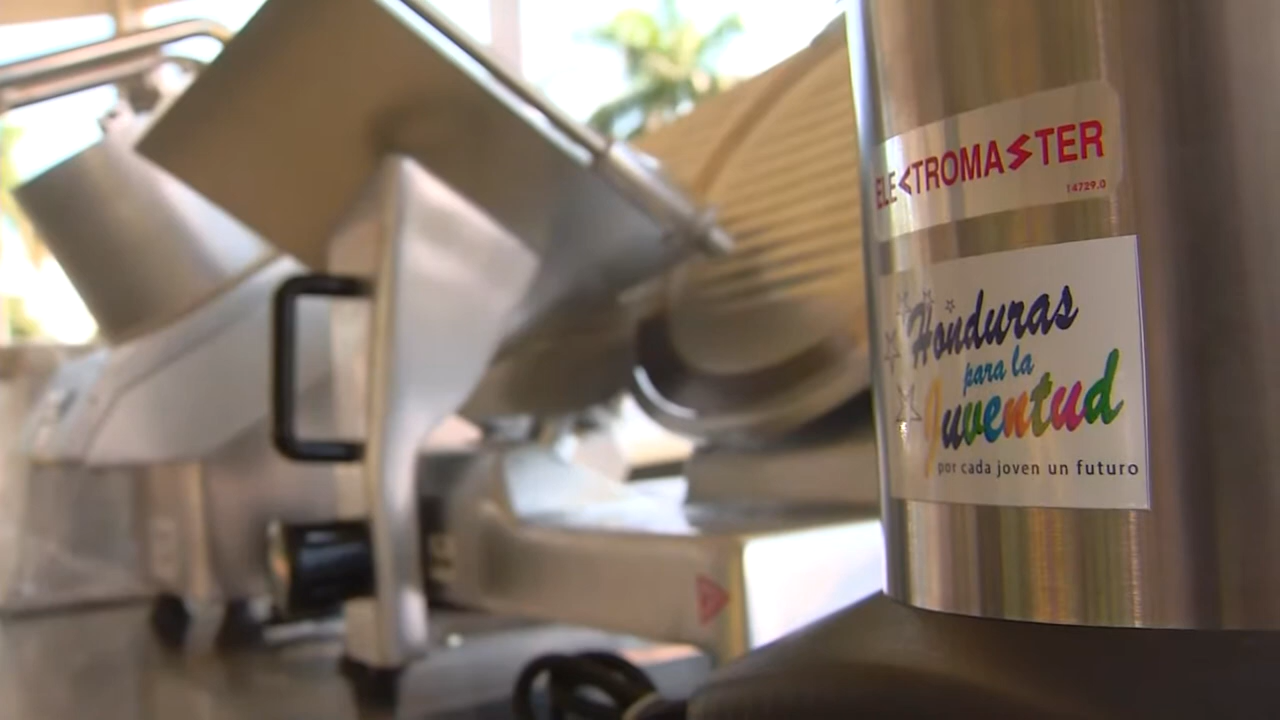 ELECTROMASTER
14729.0
Honduras
para la
Juventud
por cada joven un futuro